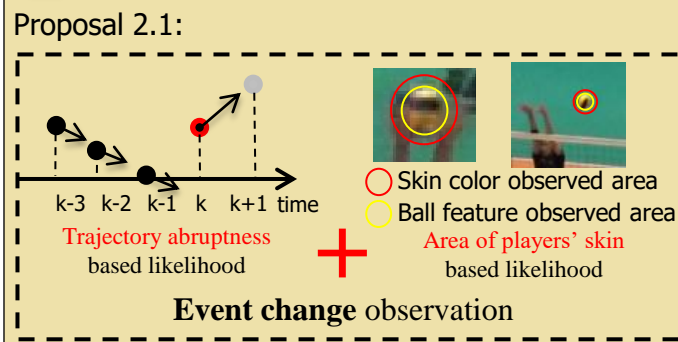 Proposal 2.1:
k-3 k-2 k-1 k k+1 time
Trajectory abruptness
based likelihood
+
Skin color observed area
Ball feature observed area
Area of players’ skin
based likelihood
Event change observation